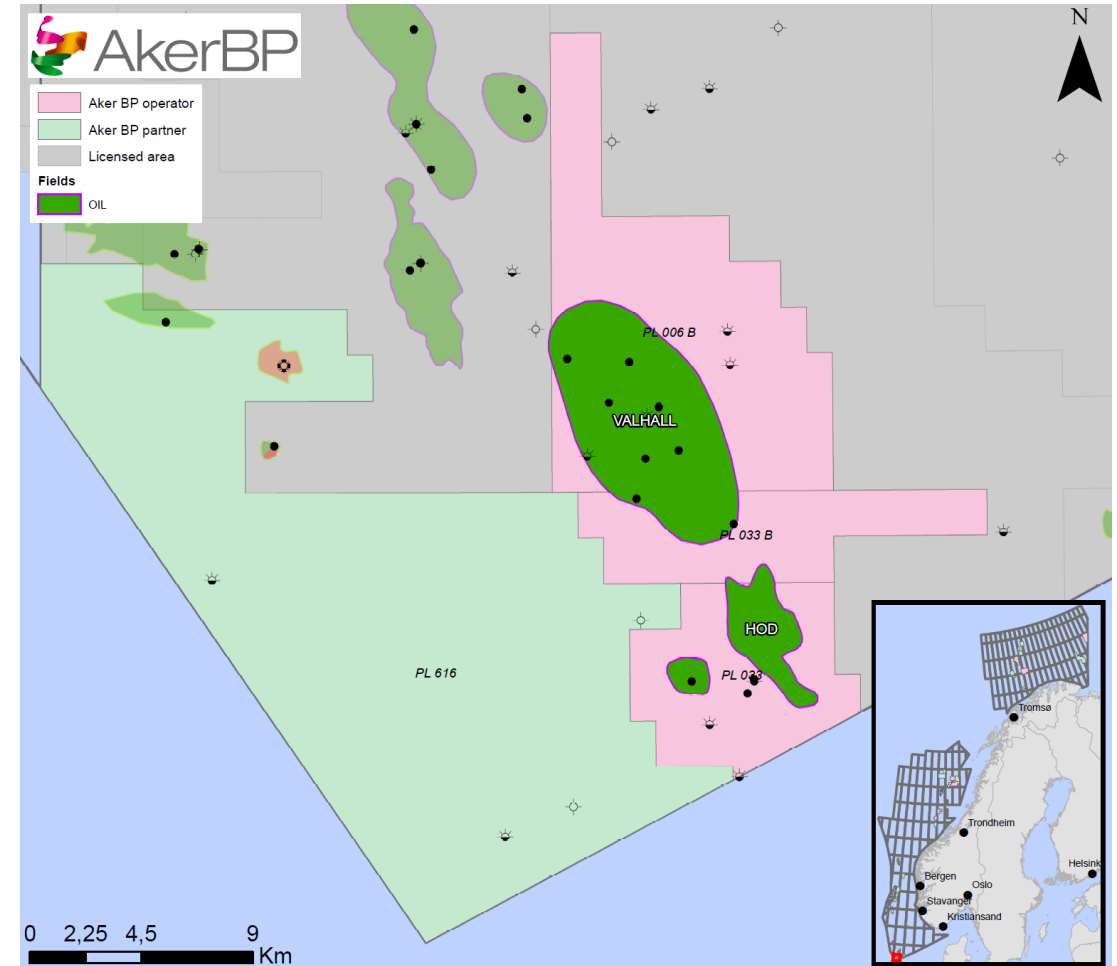 AkerBP
N
Aker BP operator
Aker BP partner
Licensed area
Fields
OIL
PL 006 B
VALHALL
PL 033 B
HOD
PL 616
PL 033
Tromsø
Trondheim
Helsink
Bergen
Oslo
Stavanger
Kristiansand
0 2,25 4,5 9
Km